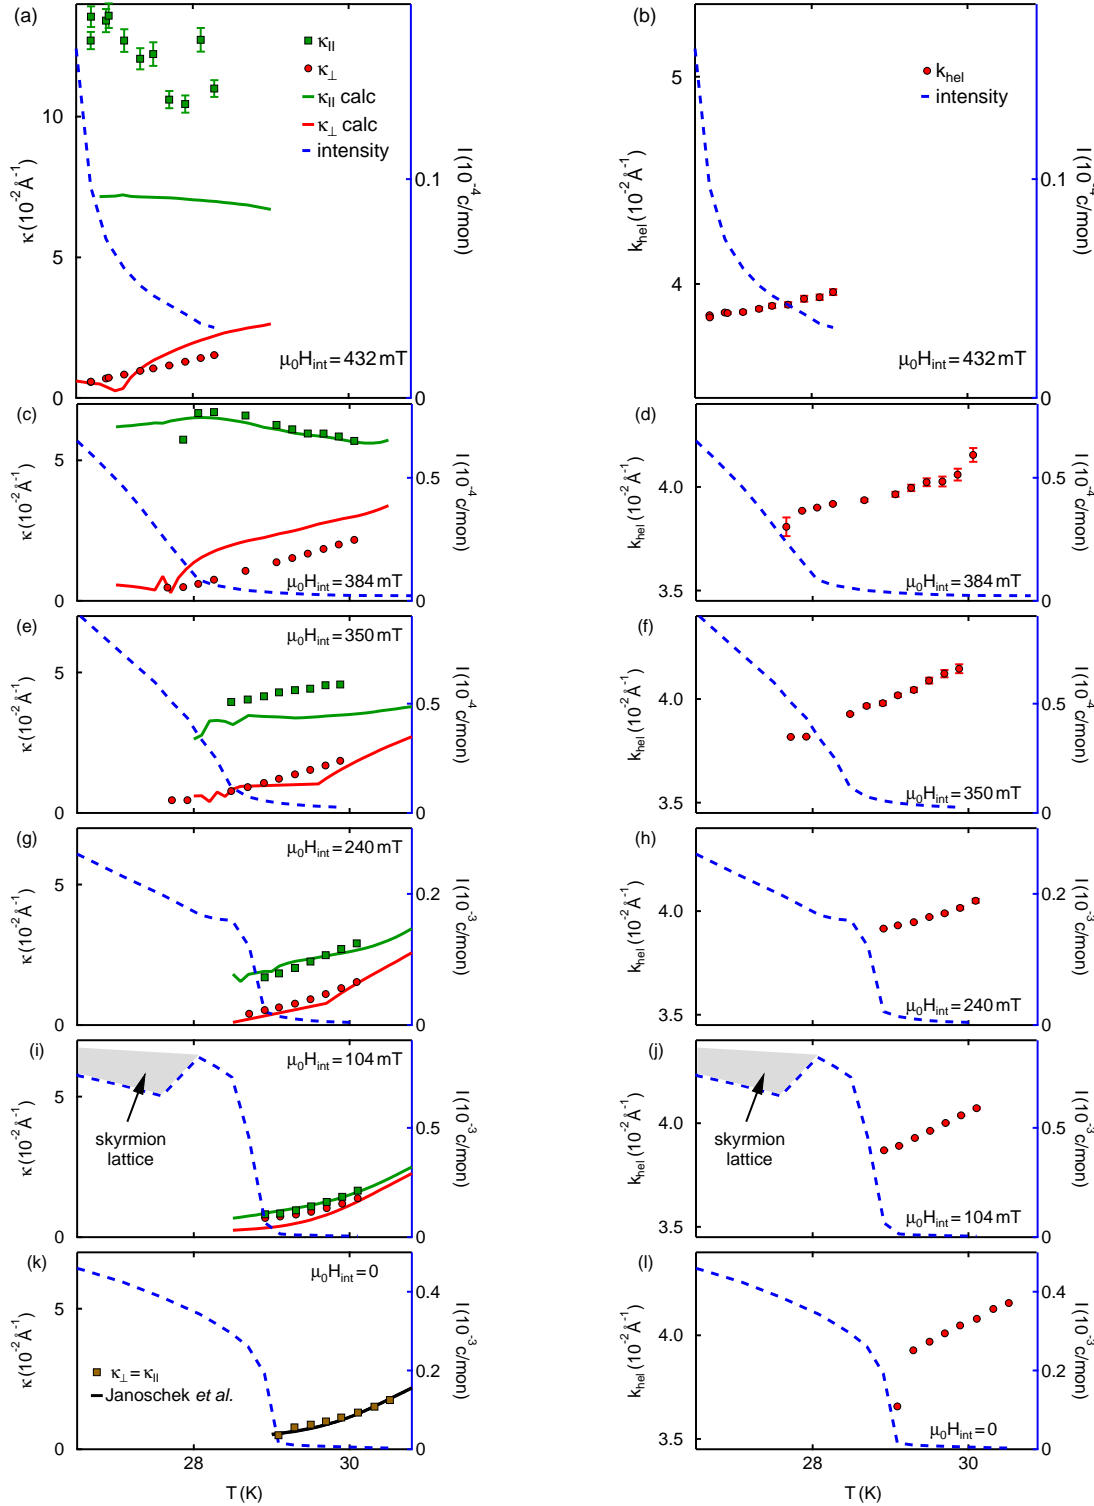 (a)
κ|| 
κ⊥
κ|| calc
κ⊥ calc
intensity
μ0Hint = 432 mT
κ (10-2 Å-1)
10
5
0
I (10-4 c/mon)
0.1
0
(b)
khel
intensity
μ0Hint = 432 mT
khel (10-2 Å-1)
5
4
I (10-4 c/mon)
0.1
0
(c)
μ0Hint = 384 mT
κ (10-2 Å-1)
5
0
I (10-4 c/mon)
0.5
0
(d)
μ0Hint = 384 mT
khel (10-2 Å-1)
4.0
3.5
I (10-4 c/mon)
0.5
0
(e)
μ0Hint = 350 mT
κ (10-2 Å-1)
5
0
I (10-4 c/mon)
0.5
0
(f)
μ0Hint = 350 mT
khel (10-2 Å-1)
4.0
3.5
I (10-4 c/mon)
0.5
0
(g)
μ0Hint = 240 mT
κ (10-2 Å-1)
5
0
I (10-3 c/mon)
0.2
0
(h)
μ0Hint = 240 mT
khel (10-2 Å-1)
4.0
3.5
I (10-3 c/mon)
0.2
0
(i)
μ0Hint = 104 mT
skyrmion
lattice
κ (10-2 Å-1)
5
0
I (10-3 c/mon)
0.5
0
(j)
μ0Hint = 104 mT
skyrmion
lattice
khel (10-2 Å-1)
4.0
3.5
I (10-3 c/mon)
0.5
0
(k)
μ0Hint = 0
κ⊥ = κ||
Janoschek et al.
κ (10-2 Å-1)
5
0
I (10-3 c/mon)
0.4
0.2
0
28
30
T (K)
(l)
μ0Hint = 0
khel (10-2 Å-1)
4.0
3.5
I (10-3 c/mon)
0.4
0.2
0
28
30
T (K)